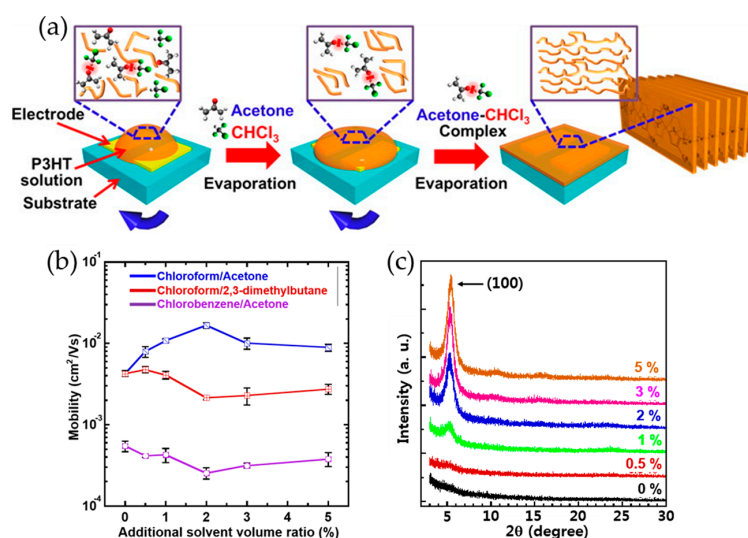 (a)
Electrode
P3HT
solution
Substrate
Acetone
CHCl3
Evaporation
Acetone-CHCl3
Complex
Evaporation
(b)
Mobility (cm²/Vs)
10⁻¹
10⁻²
10⁻³
10⁻⁴
Chloroform/Acetone
Chloroform/2,3-dimethylbutane
Chlorobenzene/Acetone
0 1 2 3 4 5
Additional solvent volume ratio (%)
(c)
Intensity (a. u.)
(100)
5 %
3 %
2 %
1 %
0.5 %
0 %
5 10 15 20 25 30
2θ (degree)